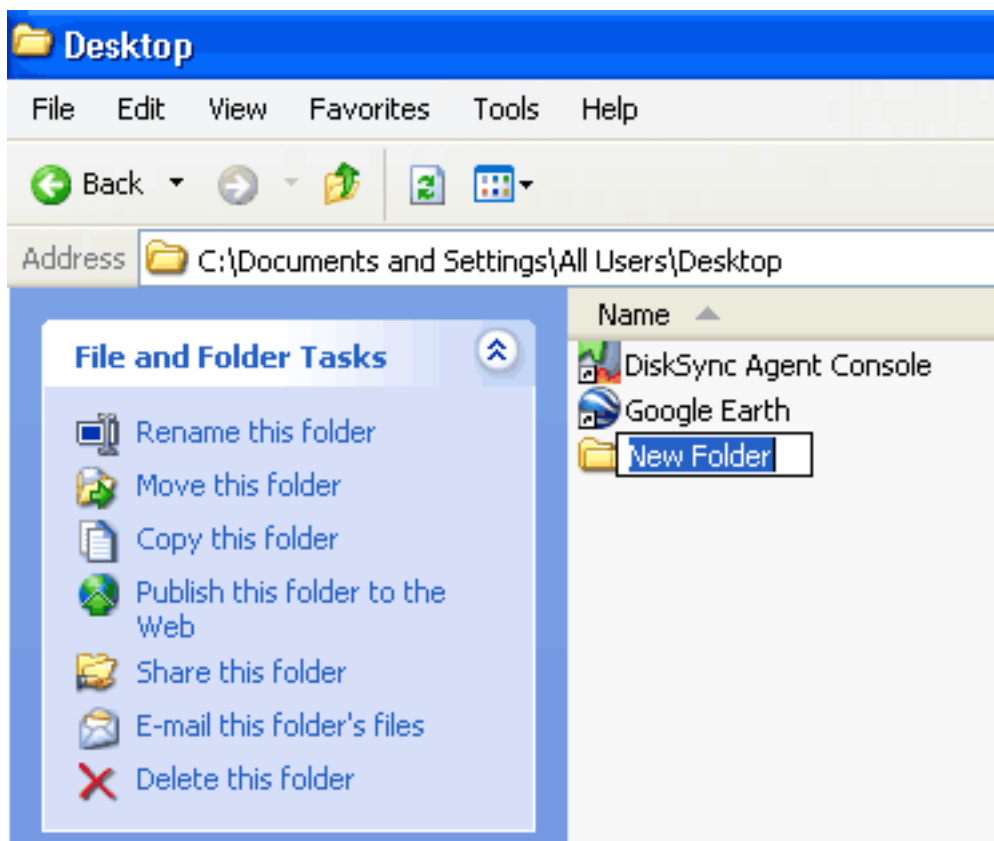 Desktop
File Edit View Favorites Tools Help
Back
Address C:\Documents and Settings\All Users\Desktop
File and Folder Tasks
Rename this folder
Move this folder
Copy this folder
Publish this folder to the
Web
Share this folder
E-mail this folder's files
Delete this folder
Name
DiskSync Agent Console
Google Earth
New Folder